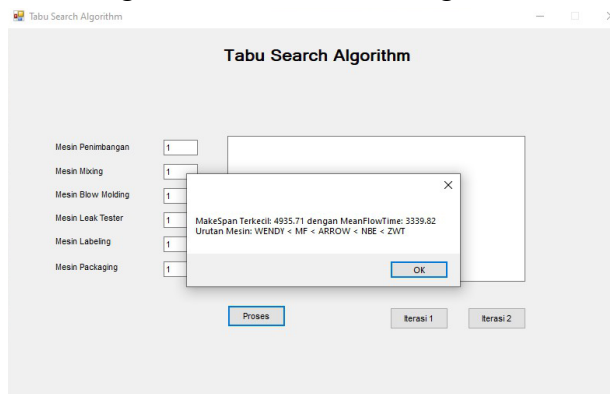 Tabu Search Algorithm
Tabu Search Algorithm
Mesin Penimbangan 1
Mesin Mixing 1
Mesin Blow Molding 1
Mesin Leak Tester 1
Mesin Labeling 1
Mesin Packaging 1
MakeSpan Terkecil: 4935.71 dengan MeanFlowTime: 3339.82
Urutan Mesin: WENDY < MF < ARROW < NBE < ZWT
OK
Proses Iterasi 1 Iterasi 2